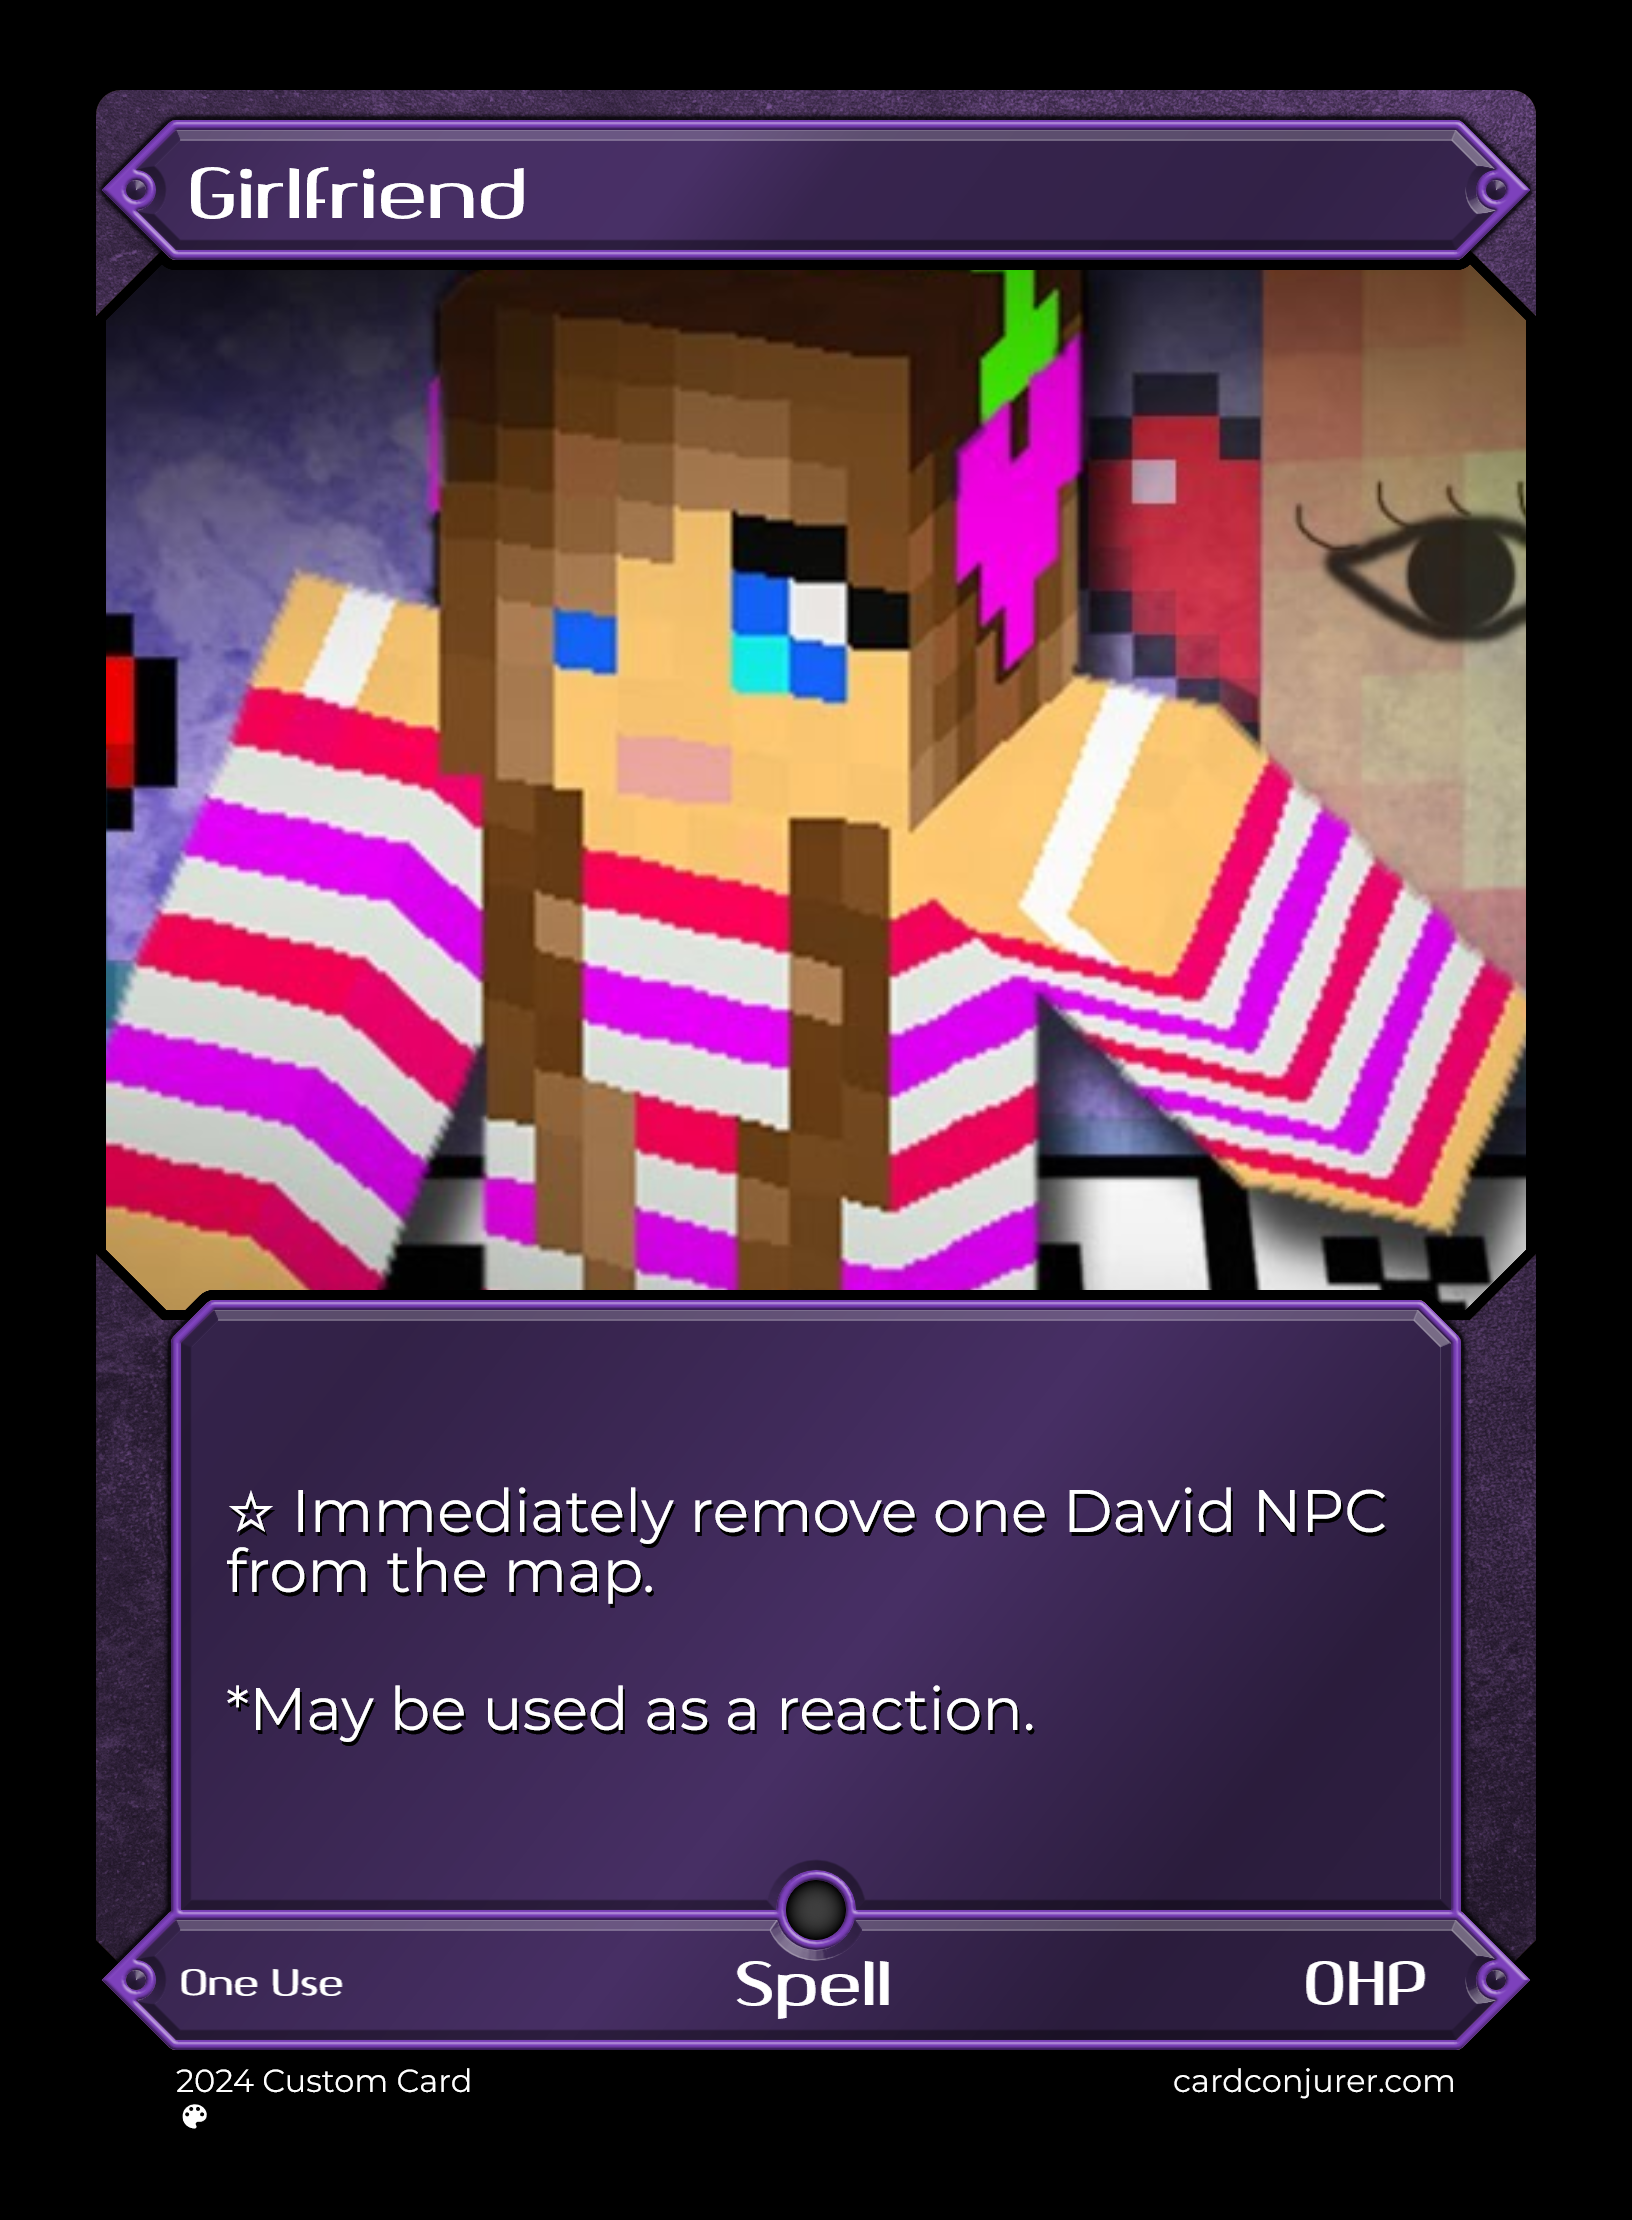 Girlfriend
☆ Immediately remove one David NPC
from the map.
*May be used as a reaction.
One Use
Spell
OHP
2024 Custom Card
cardconjurer.com